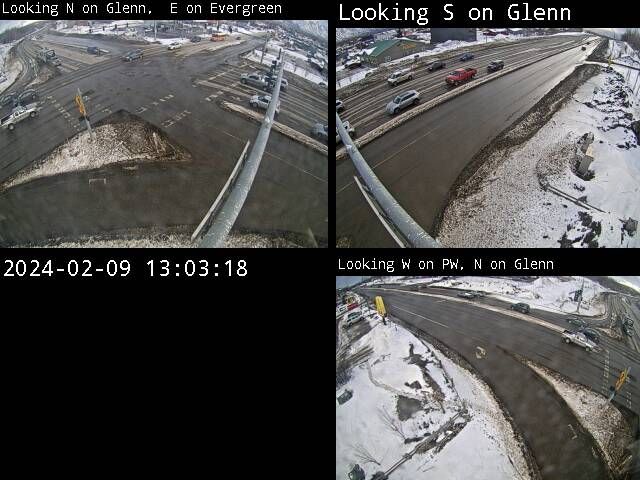 Looking N on Glenn,  E on Evergreen
Looking S on Glenn
2024-02-09 13:03:18
Looking W on PW, N on Glenn